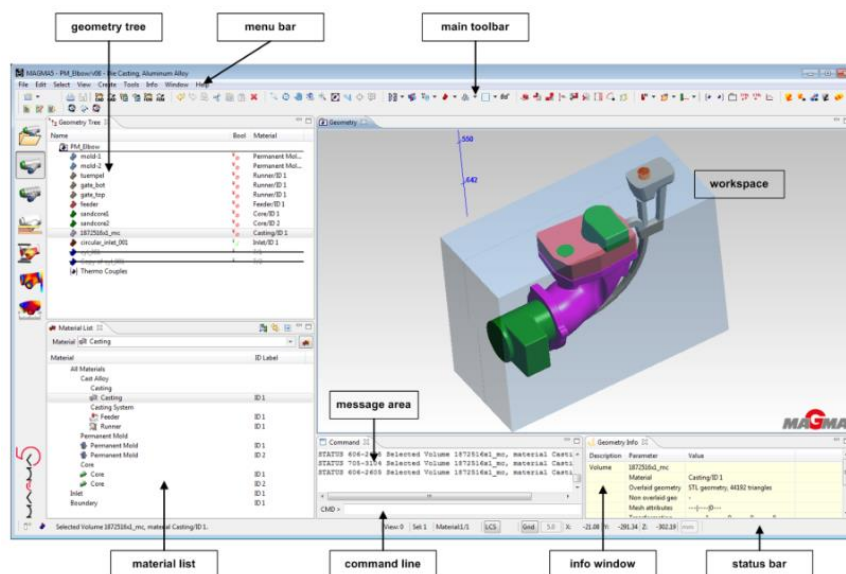 geometry tree
menu bar
main toolbar
MAGMA5 - PM_Elbow/v08 - Die Casting, Aluminum Alloy
File Edit Select View Create Tools Info Window Help
Geometry Tree
Name Bool Material
PM_Elbow
mold-1 Permanent Mol...
mold-2 Permanent Mol...
tuempel Runner/ID 1
gate_bot Runner/ID 1
gate_top Runner/ID 1
feeder Feeder/ID 1
sandcore1 Core/ID 1
sandcore2 Core/ID 2
1872516x1_mc Casting/ID 1
circular_inlet_001 Inlet/ID 1
Thermo Couples
Geometry
550
642
workspace
Material List
Material Casting
Material ID Label
All Materials
Cast Alloy
Casting
Casting ID 1
Casting System
Feeder ID 1
Runner ID 1
Permanent Mold
Permanent Mold ID 1
Permanent Mold ID 2
Core
Core ID 1
Core ID 2
Inlet ID 1
Boundary ID 1
MAGMA
message area
Command
STATUS Selected Volume 1872516x1_mc, material Casti
STATUS 705-3104 Selected Volume 1872516x1_mc, material Casti
STATUS 606-2605 Selected Volume 1872516x1_mc, material Casti
CMD >
Geometry Info
Description Parameter Value
Volume 1872516x1_mc
Material Casting/ID 1
Overlaid geometry STL geometry, 44192 triangles
Non overlaid geo -
Mesh attributes
Selected Volume 1872516x1_mc, material Casting/ID 1.
View: 0 Set: 1 Material: 1/1 LCS Grid 5.0 X: -21.08 Y: -291.34 Z: -302.19 mm
material list
command line
info window
status bar